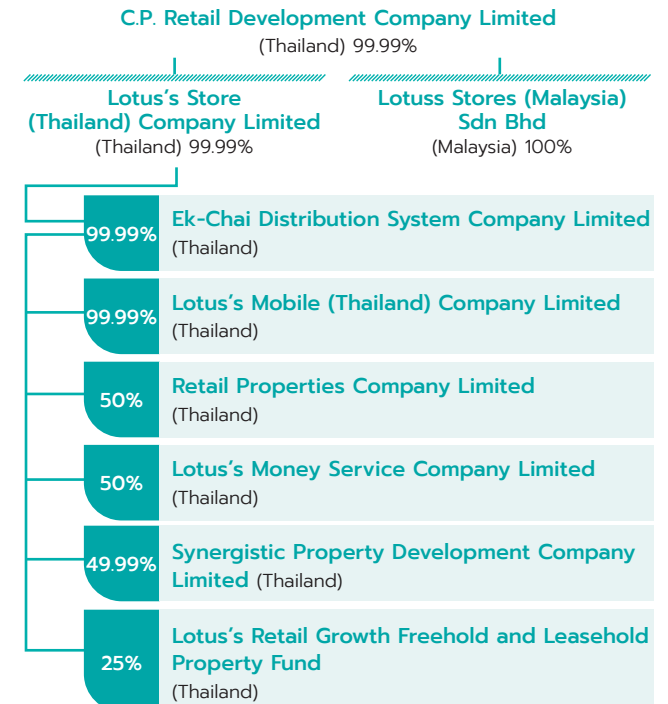 C.P. Retail Development Company Limited
(Thailand) 99.99%
Lotus's Store
(Thailand) Company Limited
(Thailand) 99.99%
Lotuss Stores (Malaysia)
Sdn Bhd
(Malaysia) 100%
99.99%
Ek-Chai Distribution System Company Limited
(Thailand)
99.99%
Lotus's Mobile (Thailand) Company Limited
(Thailand)
50%
Retail Properties Company Limited
(Thailand)
50%
Lotus's Money Service Company Limited
(Thailand)
49.99%
Synergistic Property Development Company
Limited (Thailand)
25%
Lotus's Retail Growth Freehold and Leasehold
Property Fund
(Thailand)